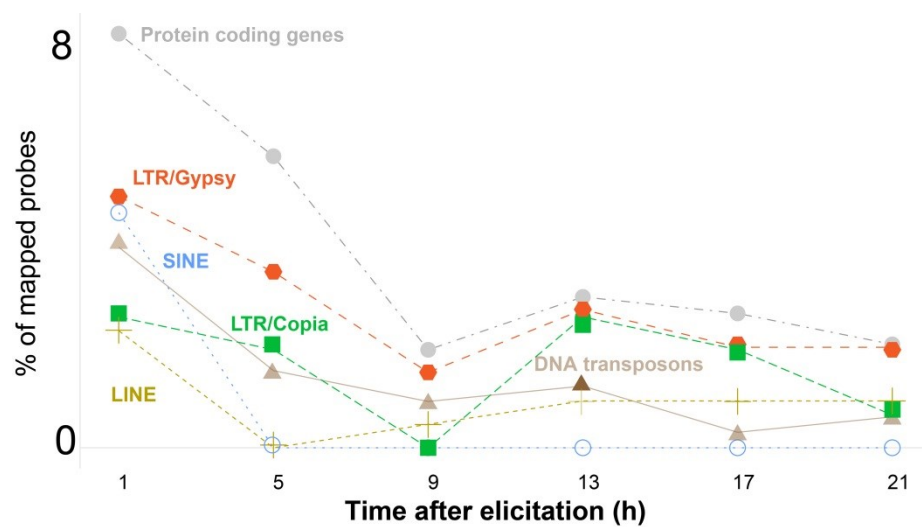 8
Protein coding genes
LTR/Gypsy
SINE
LTR/Copia
DNA transposons
LINE
% of mapped probes
0
1 5 9 13 17 21
Time after elicitation (h)